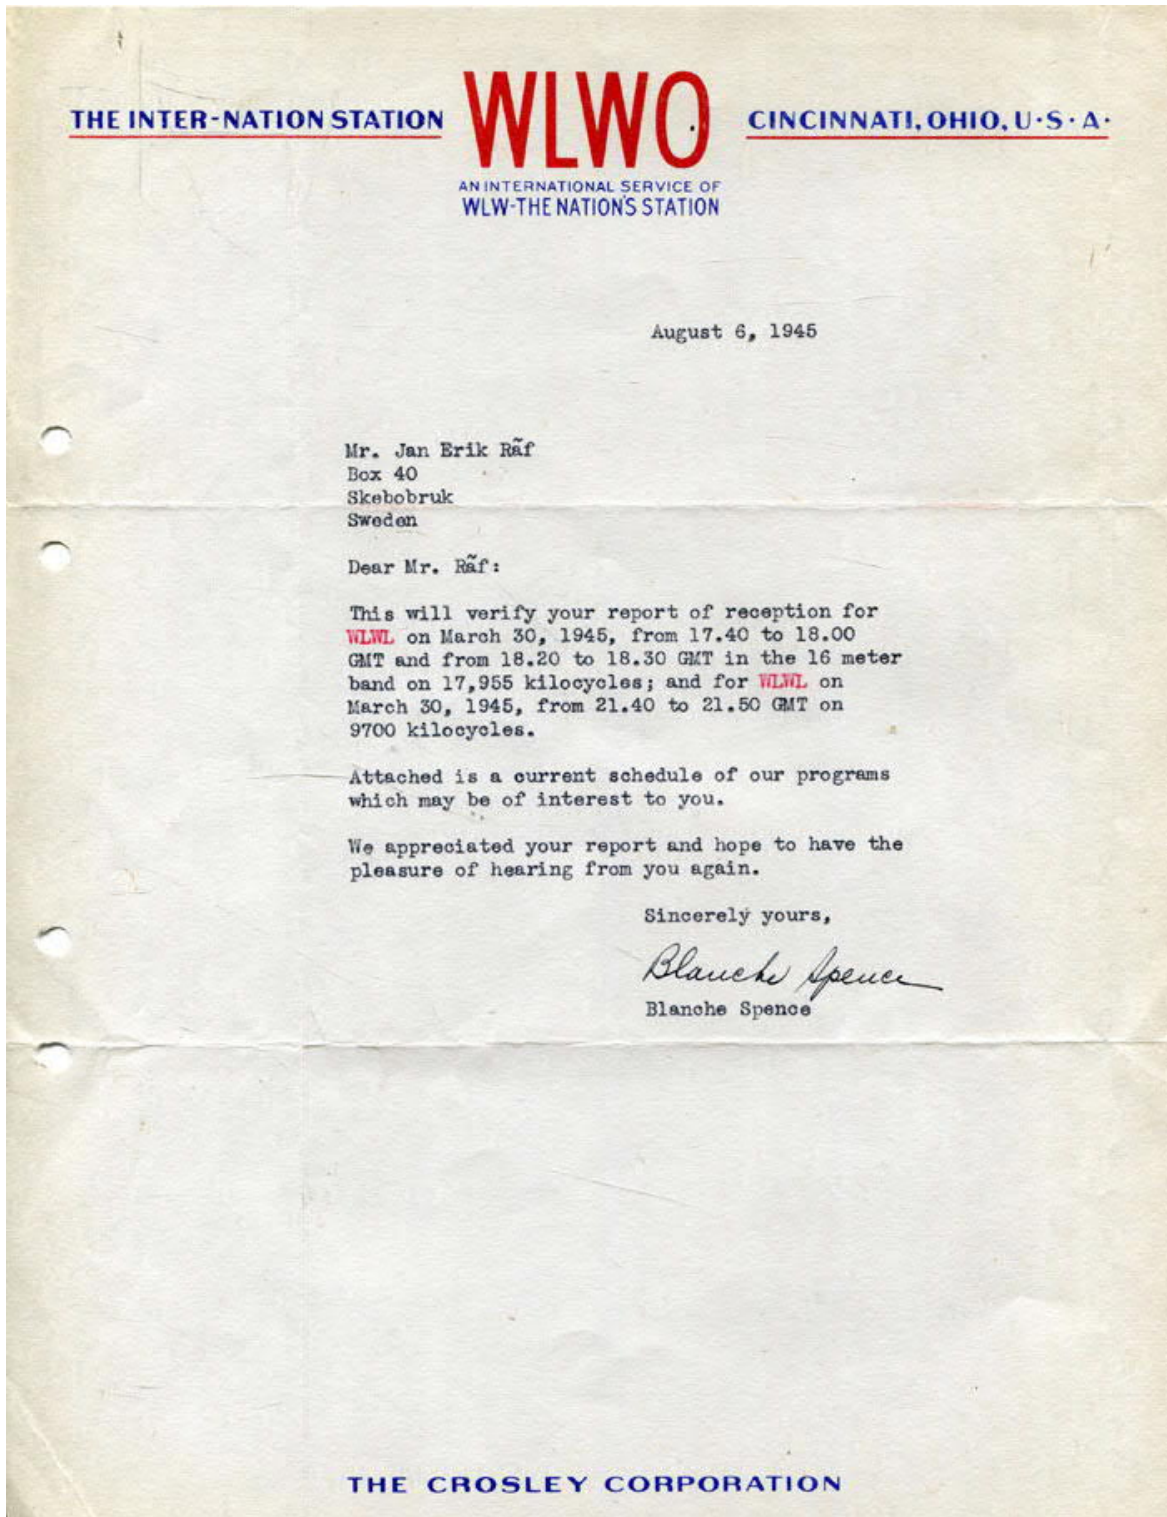 THE INTER-NATION STATION WLWO CINCINNATI, OHIO, U·S·A·
AN INTERNATIONAL SERVICE OF
WLW-THE NATION'S STATION
August 6, 1945
Mr. Jan Erik Rãf
Box 40
Skebobruk
Sweden
Dear Mr. Rãf:
This will verify your report of reception for
WLWL on March 30, 1945, from 17.40 to 18.00
GMT and from 18.20 to 18.30 GMT in the 16 meter
band on 17,955 kilocycles; and for WLWL on
March 30, 1945, from 21.40 to 21.50 GMT on
9700 kilocycles.
Attached is a current schedule of our programs
which may be of interest to you.
We appreciated your report and hope to have the
pleasure of hearing from you again.
Sincerely yours,
Blanche Spence
Blanche Spence
THE CROSLEY CORPORATION